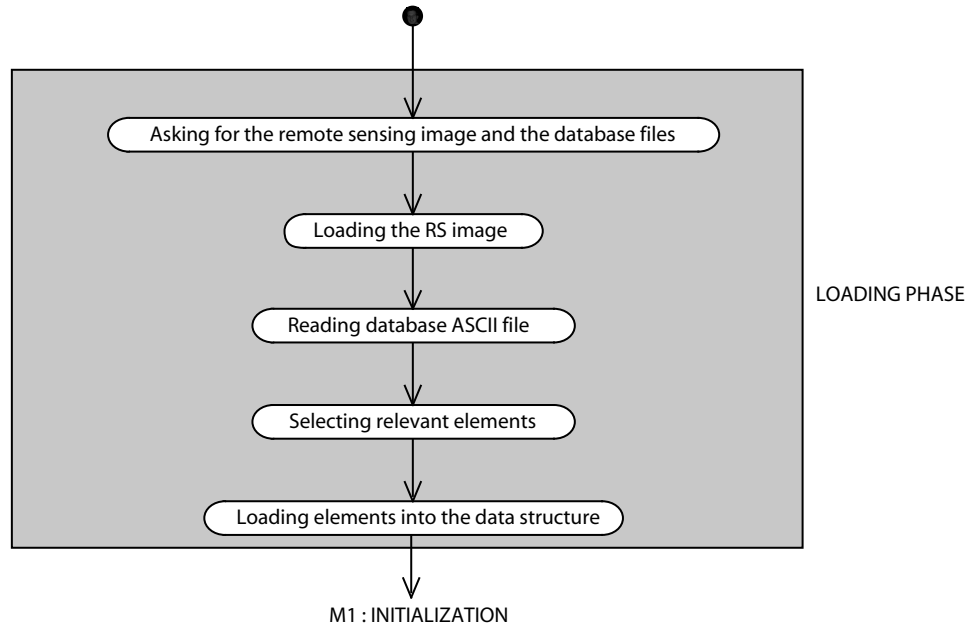 Asking for the remote sensing image and the database files
Loading the RS image
LOADING PHASE
Reading database ASCII file
Selecting relevant elements
Loading elements into the data structure
M1 : INITIALIZATION